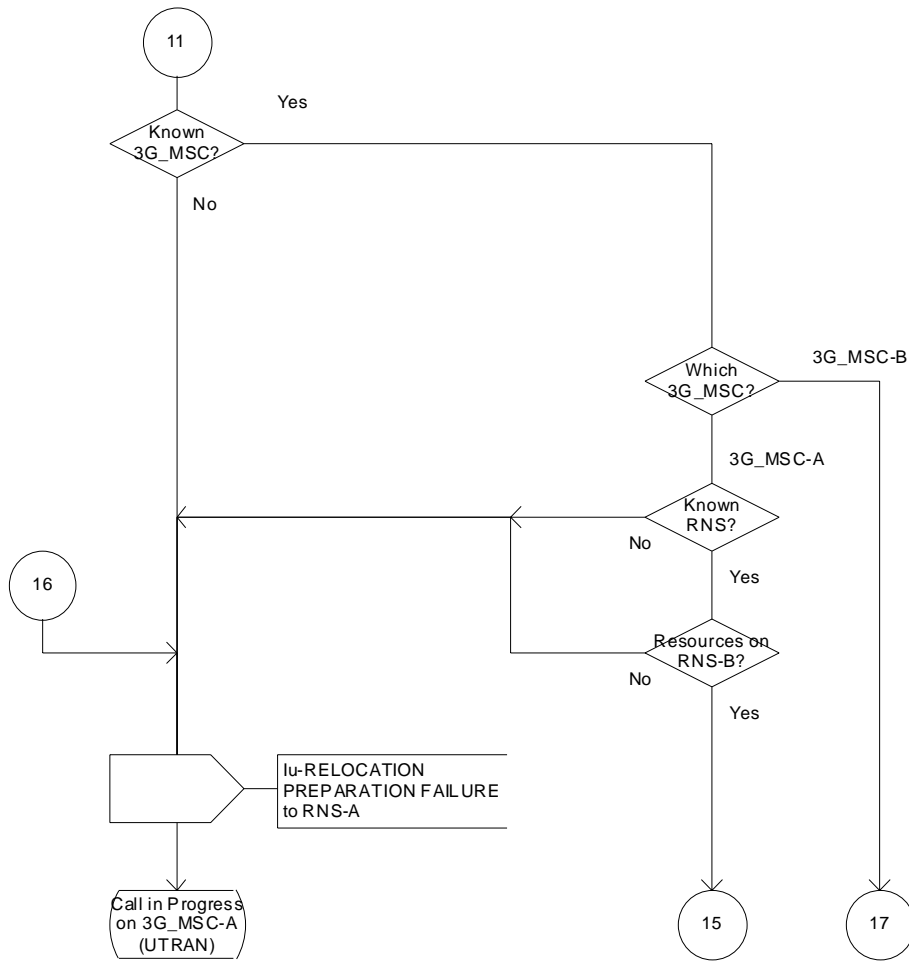 11
Yes
Known
3G_MSC?
No
3G_MSC-B
Which
3G_MSC?
3G_MSC-A
Known
RNS?
No
Yes
16
Resources on
RNS-B?
No
Yes
Iu-RELOCATION
PREPARATION FAILURE
to RNS-A
Call in Progress
on 3G_MSC-A
(UTRAN)
15
17